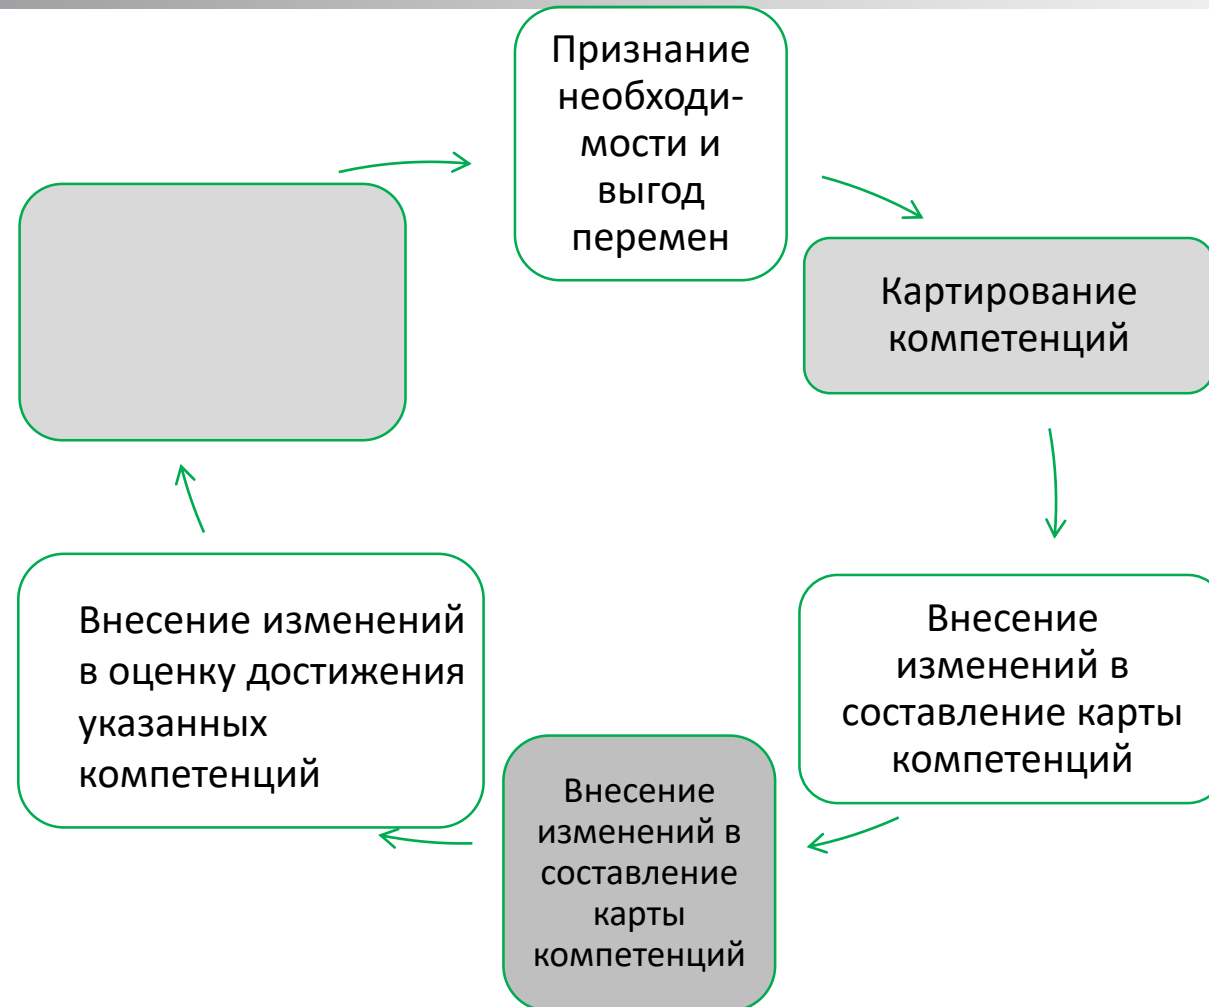 Признание
необходи-
мости и
выгод
перемен
Картирование
компетенций
Внесение
изменений в
составление карты
компетенций
Внесение
изменений в
составление
карты
компетенций
Внесение изменений
в оценку достижения
указанных
компетенций